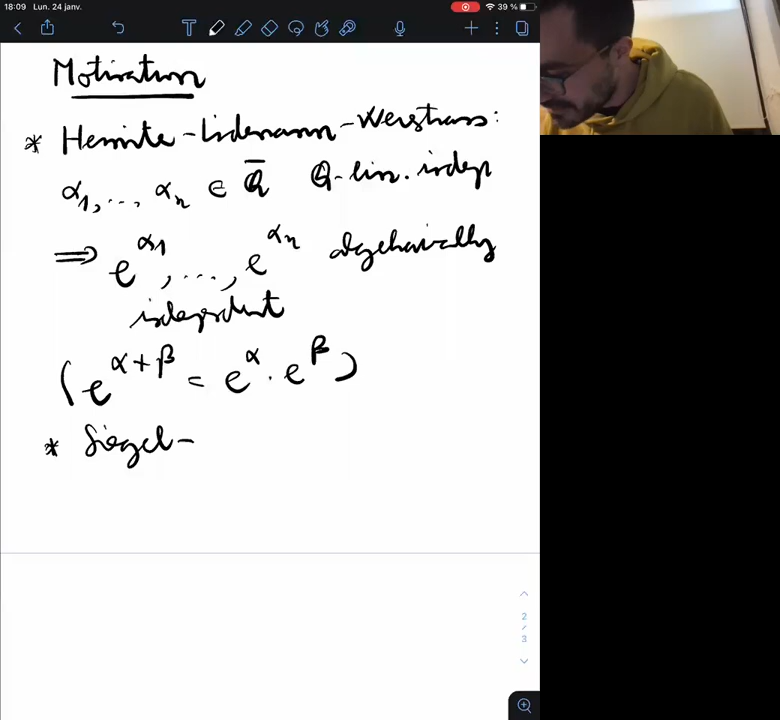 18:09 Lun. 24 janv. 39 %
Motivation
* Hermite-Lindemann-Weierstrass:
α₁, ..., αₙ ∈ Q̄ Q-lin. indep
⟹ e^α₁, ..., e^αₙ algebraically
independent
(e^α+β = e^α · e^β)
* Siegel-
2
/
3